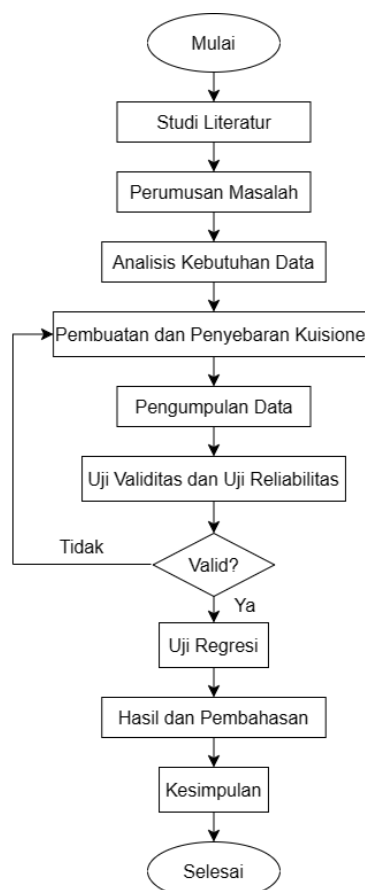 Mulai
Studi Literatur
Perumusan Masalah
Analisis Kebutuhan Data
Pembuatan dan Penyebaran Kuisione
Pengumpulan Data
Uji Validitas dan Uji Reliabilitas
Tidak
Valid?
Ya
Uji Regresi
Hasil dan Pembahasan
Kesimpulan
Selesai